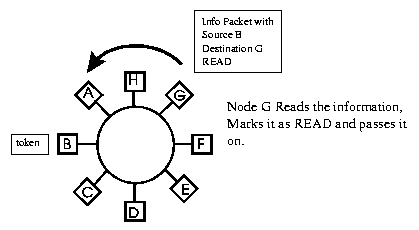 Info Packet with
Source B
Destination G
READ
H
A
G
Node G Reads the information,
Marks it as READ and passes it
on.
token
B
F
C
E
D